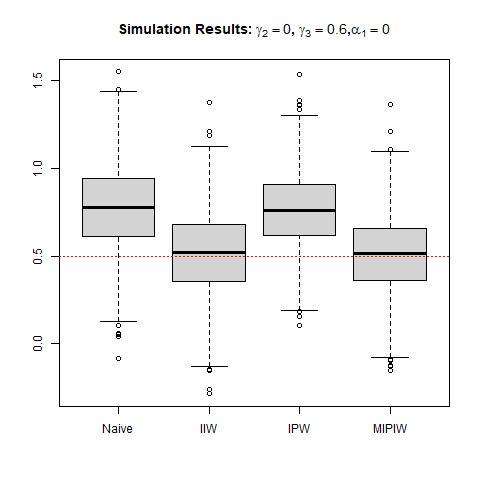 Simulation Results: γ₂ = 0, γ₃ = 0.6,α₁ = 0
1.5
1.0
0.5
0.0
Naive IIW IPW MIPIW